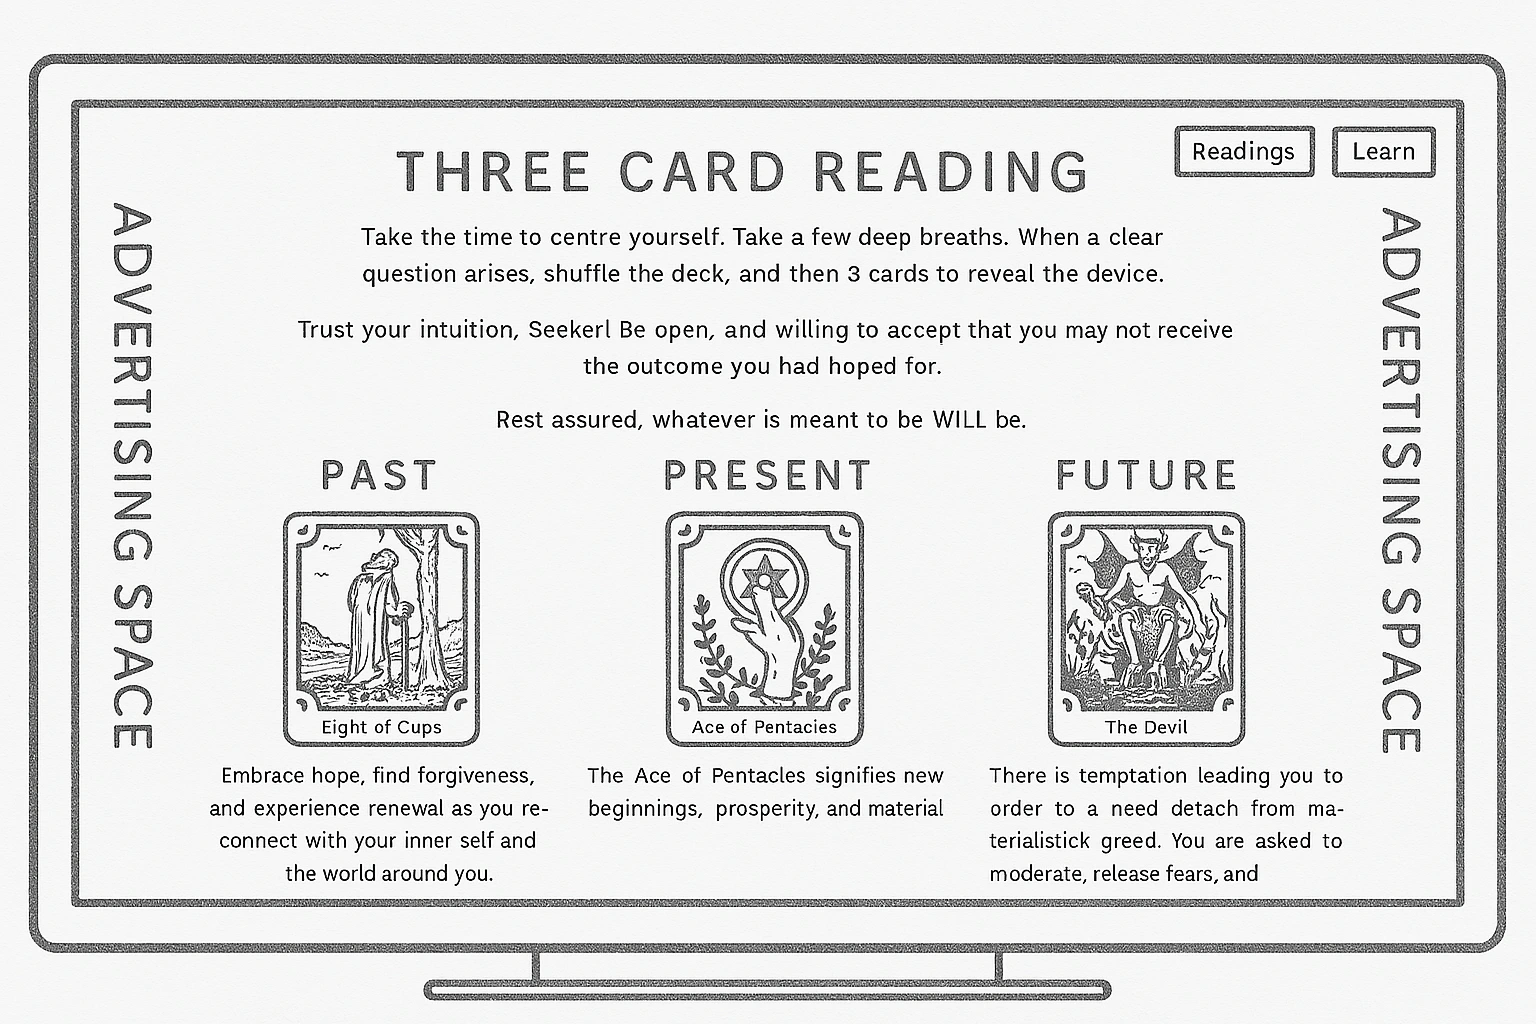 Readings
Learn
THREE CARD READING
Take the time to centre yourself. Take a few deep breaths. When a clear
question arises, shuffle the deck, and then 3 cards to reveal the device.
Trust your intuition, Seekerl Be open, and willing to accept that you may not receive
the outcome you had hoped for.
Rest assured, whatever is meant to be WILL be.
ADVERTISING SPACE
ADVERTISING SPACE
PAST
PRESENT
FUTURE
Eight of Cups
Ace of Pentacies
The Devil
Embrace hope, find forgiveness,
and experience renewal as you re-
connect with your inner self and
the world around you.
The Ace of Pentacles signifies new
beginnings, prosperity, and material
There is temptation leading you to
order to a need detach from ma-
terialistick greed. You are asked to
moderate, release fears, and